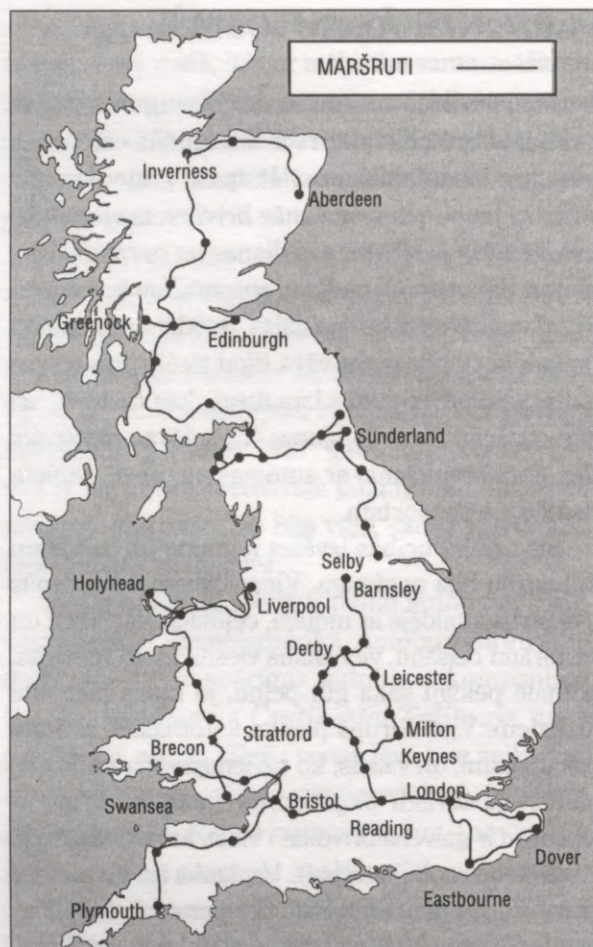 MARŠRUTI
Inverness
Aberdeen
Greenock
Edinburgh
Sunderland
Selby
Holyhead
Liverpool
Barnsley
Derby
Leicester
Stratford
Milton
Keynes
Brecon
London
Swansea
Bristol
Reading
Dover
Eastbourne
Plymouth